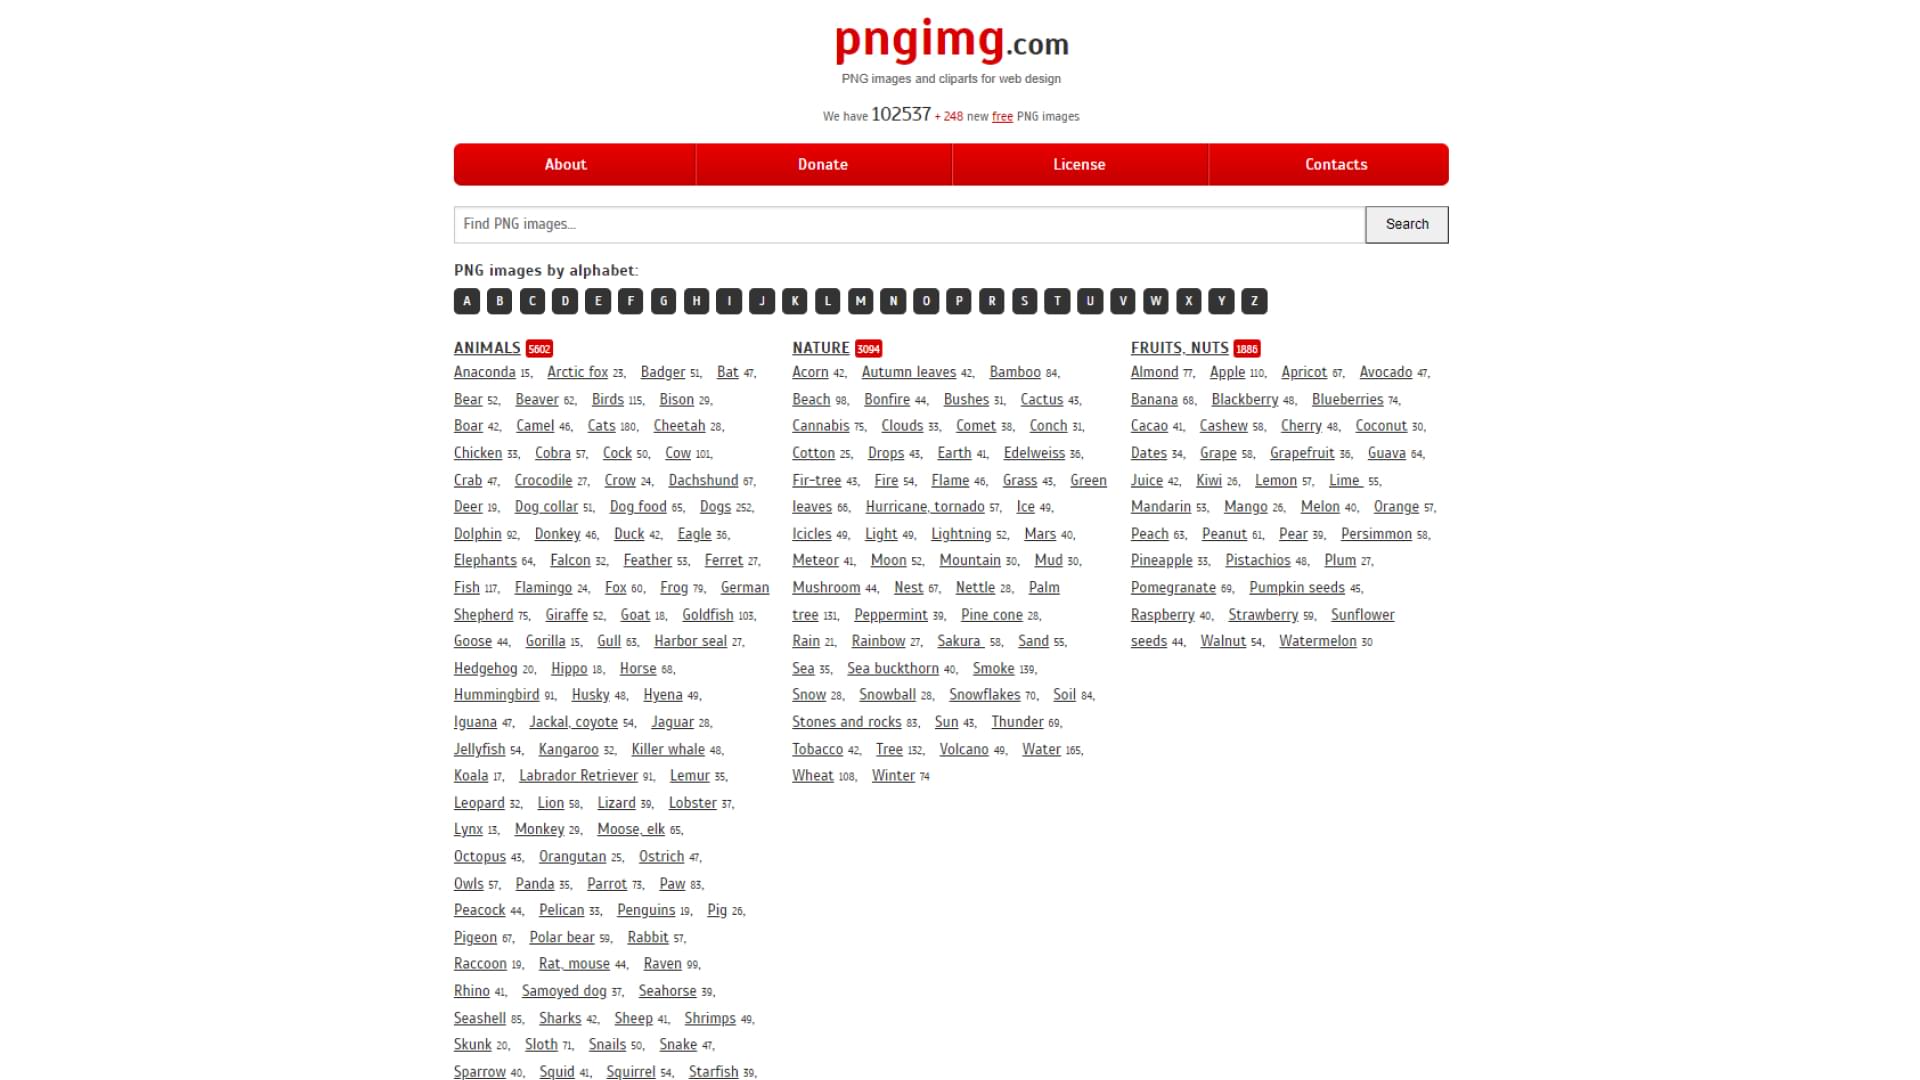 pngimg.com
PNG images and cliparts for web design
We have 102537 + 248 new free PNG images
About Donate License Contacts
Find PNG images... Search
PNG images by alphabet:
A B C D E F G H I J K L M N O P R S T U V W X Y Z
ANIMALS 5602
Anaconda 15, Arctic fox 23, Badger 51, Bat 47,
Bear 52, Beaver 62, Birds 115, Bison 29,
Boar 42, Camel 46, Cats 180, Cheetah 28,
Chicken 33, Cobra 57, Cock 50, Cow 101,
Crab 47, Crocodile 27, Crow 24, Dachshund 67,
Deer 19, Dog collar 51, Dog food 65, Dogs 252,
Dolphin 92, Donkey 46, Duck 42, Eagle 36,
Elephants 64, Falcon 32, Feather 53, Ferret 27,
Fish 117, Flamingo 24, Fox 60, Frog 79, German
Shepherd 75, Giraffe 52, Goat 18, Goldfish 103,
Goose 44, Gorilla 15, Gull 63, Harbor seal 27,
Hedgehog 20, Hippo 18, Horse 68,
Hummingbird 91, Husky 48, Hyena 49,
Iguana 47, Jackal, coyote 54, Jaguar 28,
Jellyfish 54, Kangaroo 32, Killer whale 48,
Koala 17, Labrador Retriever 91, Lemur 35,
Leopard 32, Lion 58, Lizard 39, Lobster 37,
Lynx 13, Monkey 29, Moose, elk 65,
Octopus 43, Orangutan 25, Ostrich 47,
Owls 57, Panda 35, Parrot 73, Paw 83,
Peacock 44, Pelican 33, Penguins 19, Pig 26,
Pigeon 67, Polar bear 59, Rabbit 57,
Raccoon 19, Rat, mouse 44, Raven 99,
Rhino 41, Samoyed dog 37, Seahorse 39,
Seashell 85, Sharks 42, Sheep 41, Shrimps 49,
Skunk 20, Sloth 71, Snails 50, Snake 47,
Sparrow 40, Squid 41, Squirrel 54, Starfish 39,
NATURE 3094
Acorn 42, Autumn leaves 42, Bamboo 84,
Beach 98, Bonfire 44, Bushes 31, Cactus 43,
Cannabis 75, Clouds 33, Comet 38, Conch 31,
Cotton 25, Drops 43, Earth 41, Edelweiss 36,
Fir-tree 43, Fire 54, Flame 46, Grass 43, Green
leaves 66, Hurricane, tornado 57, Ice 49,
Icicles 49, Light 49, Lightning 52, Mars 40,
Meteor 41, Moon 52, Mountain 30, Mud 30,
Mushroom 44, Nest 67, Nettle 28, Palm
tree 131, Peppermint 39, Pine cone 28,
Rain 21, Rainbow 27, Sakura 58, Sand 55,
Sea 35, Sea buckthorn 40, Smoke 139,
Snow 28, Snowball 28, Snowflakes 70, Soil 84,
Stones and rocks 83, Sun 43, Thunder 69,
Tobacco 42, Tree 132, Volcano 49, Water 165,
Wheat 108, Winter 74
FRUITS, NUTS 1886
Almond 77, Apple 110, Apricot 67, Avocado 47,
Banana 68, Blackberry 48, Blueberries 74,
Cacao 41, Cashew 58, Cherry 48, Coconut 30,
Dates 34, Grape 58, Grapefruit 36, Guava 64,
Juice 42, Kiwi 26, Lemon 57, Lime 55,
Mandarin 53, Mango 26, Melon 40, Orange 57,
Peach 63, Peanut 61, Pear 39, Persimmon 58,
Pineapple 33, Pistachios 48, Plum 27,
Pomegranate 69, Pumpkin seeds 45,
Raspberry 40, Strawberry 59, Sunflower
seeds 44, Walnut 54, Watermelon 30